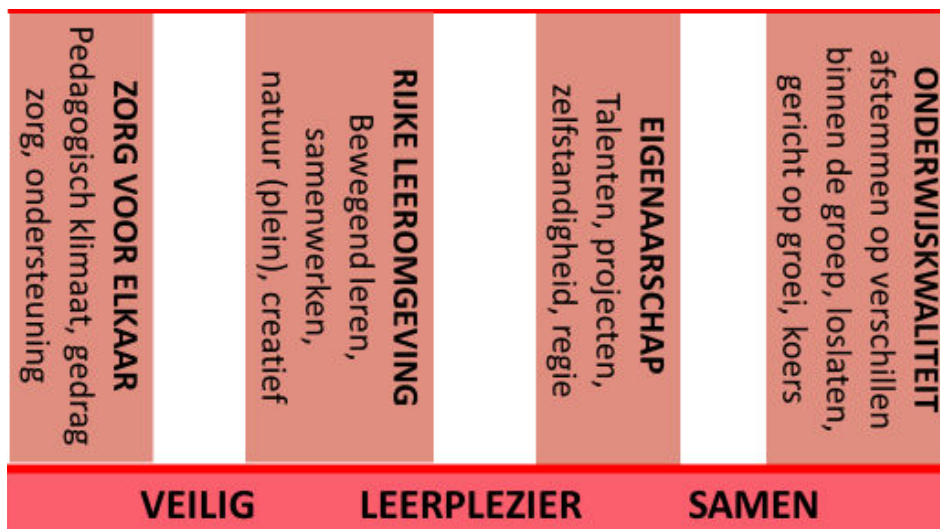 ZORG VOOR ELKAAR
Pedagogisch klimaat, gedrag
zorg, ondersteuning
RIJKE LEEROMGEVING
Bewegend leren,
samenwerken,
natuur (plein), creatief
EIGENAARSCHAP
Talenten, projecten,
zelfstandigheid, regie
ONDERWIJSKWALITEIT
afstemmen op verschillen
binnen de groep, loslaten,
gericht op groei, koers
VEILIG LEERPLEZIER SAMEN